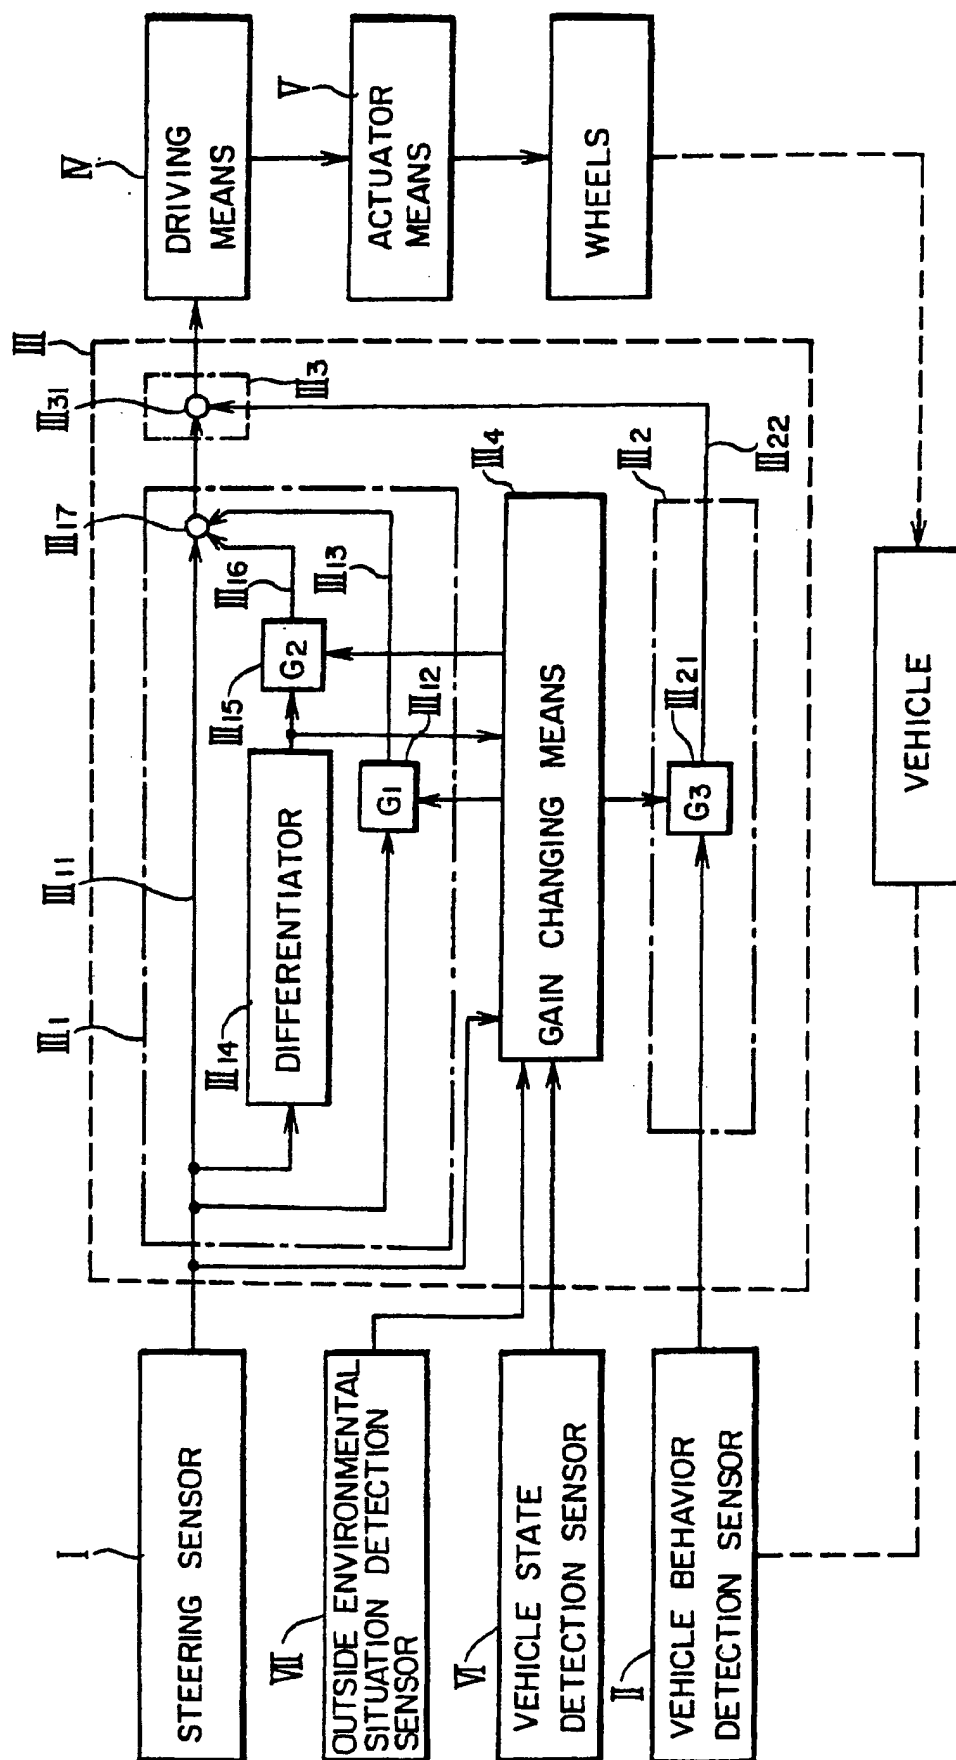 I
STEERING SENSOR
VII
OUTSIDE ENVIRONMENTAL
SITUATION DETECTION
SENSOR
VI
VEHICLE STATE
DETECTION SENSOR
II
VEHICLE BEHAVIOR
DETECTION SENSOR
III
III1
III11
III14
DIFFERENTIATOR
III15
G2
III16
III17
G1
III12
III13
GAIN CHANGING MEANS
III4
III2
G3
III21
III22
III31
III3
IV
DRIVING
MEANS
V
ACTUATOR
MEANS
WHEELS
VEHICLE